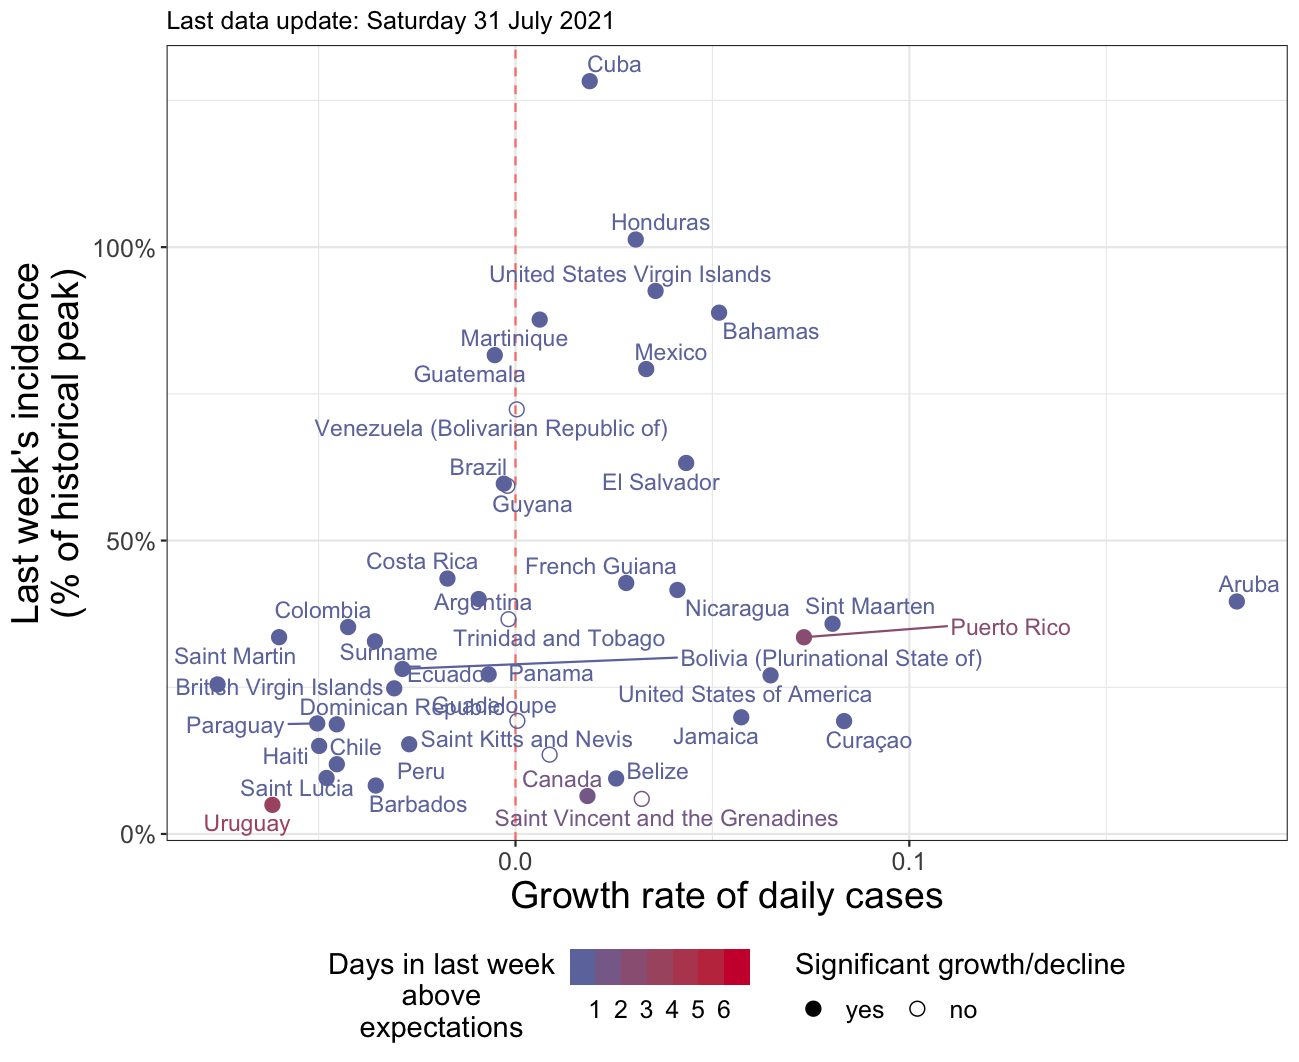 Last data update: Saturday 31 July 2021
Last week's incidence
(% of historical peak)
100%
50%
0%
Cuba
Honduras
United States Virgin Islands
Bahamas
Martinique
Mexico
Guatemala
Venezuela (Bolivarian Republic of)
Brazil
El Salvador
Guyana
Costa Rica
French Guiana
Aruba
Argentina
Nicaragua
Sint Maarten
Colombia
Puerto Rico
Trinidad and Tobago
Saint Martin
Suriname
Bolivia (Plurinational State of)
Ecuador
Panama
British Virgin Islands
United States of America
Dominican Republic
Guadeloupe
Paraguay
Saint Kitts and Nevis
Jamaica
Curaçao
Haiti
Chile
Peru
Canada
Belize
Saint Lucia
Barbados
Uruguay
Saint Vincent and the Grenadines
0.0
0.1
Growth rate of daily cases
Days in last week
above
expectations
1 2 3 4 5 6
Significant growth/decline
yes
no